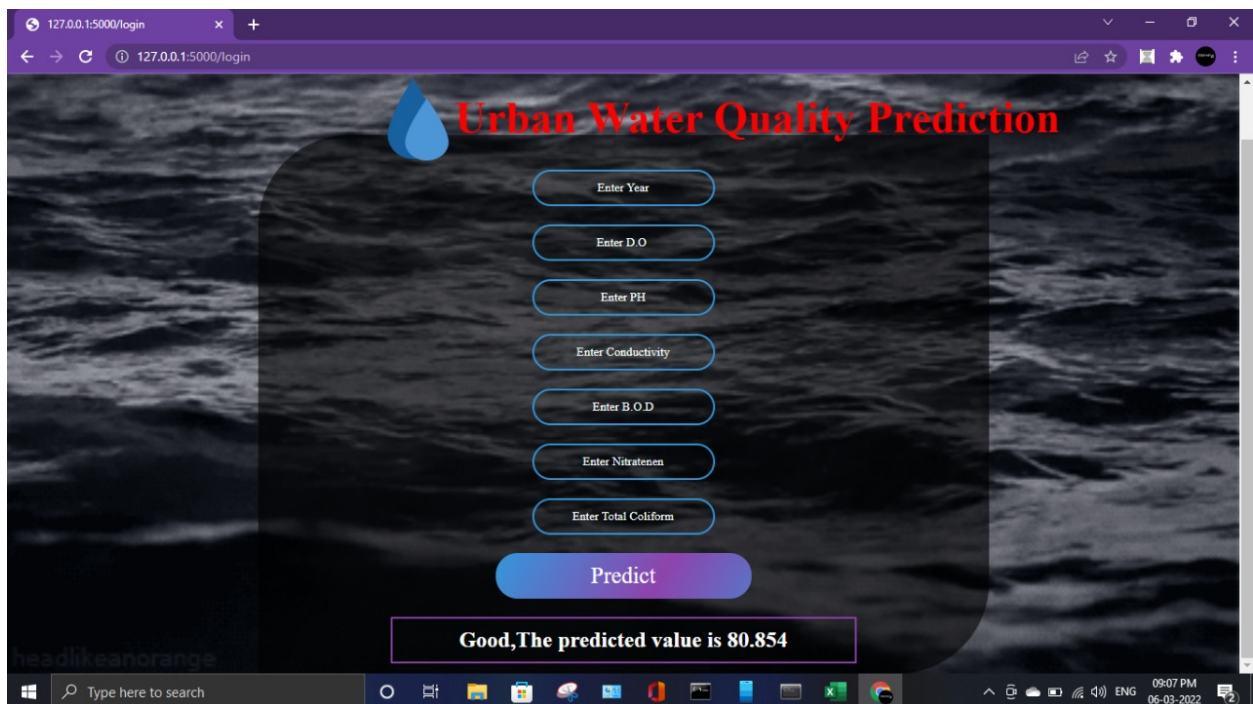 127.0.0.1:5000/login
127.0.0.1:5000/login
Urban Water Quality Prediction
Enter Year
Enter D.O
Enter PH
Enter Conductivity
Enter B.O.D
Enter Nitratenen
Enter Total Coliform
Predict
Good,The predicted value is 80.854
headlikeanorange
Type here to search
ENG
09:07 PM
06-03-2022
2